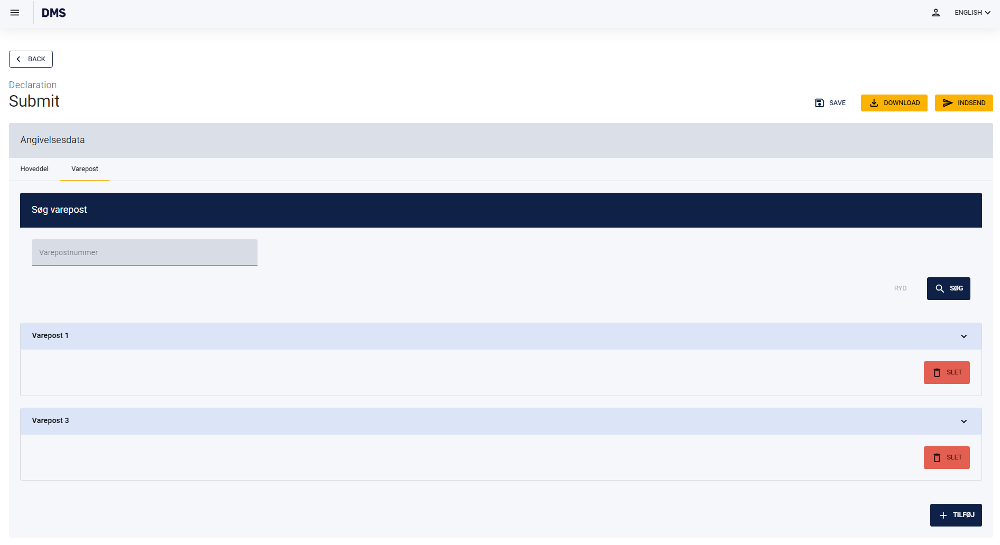 DMS
ENGLISH
BACK
Declaration
Submit
SAVE
DOWNLOAD
INDSEND
Angivelsesdata
Hoveddel
Varepost
Søg varepost
Varepostnummer
RYD
SØG
Varepost 1
SLET
Varepost 3
SLET
TILFØJ